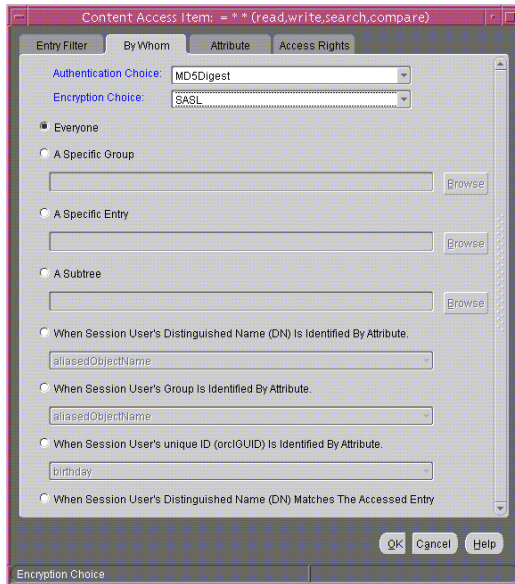 Content Access Item: = * * (read,write,search,compare)
Entry Filter By Whom Attribute Access Rights
Authentication Choice: MD5Digest
Encryption Choice: SASL
Everyone
A Specific Group
Browse
A Specific Entry
Browse
A Subtree
Browse
When Session User's Distinguished Name (DN) Is Identified By Attribute.
aliasedObjectName
When Session User's Group Is Identified By Attribute.
aliasedObjectName
When Session User's unique ID (orclGUID) Is Identified By Attribute.
birthday
When Session User's Distinguished Name (DN) Matches The Accessed Entry
OK Cancel Help
Encryption Choice